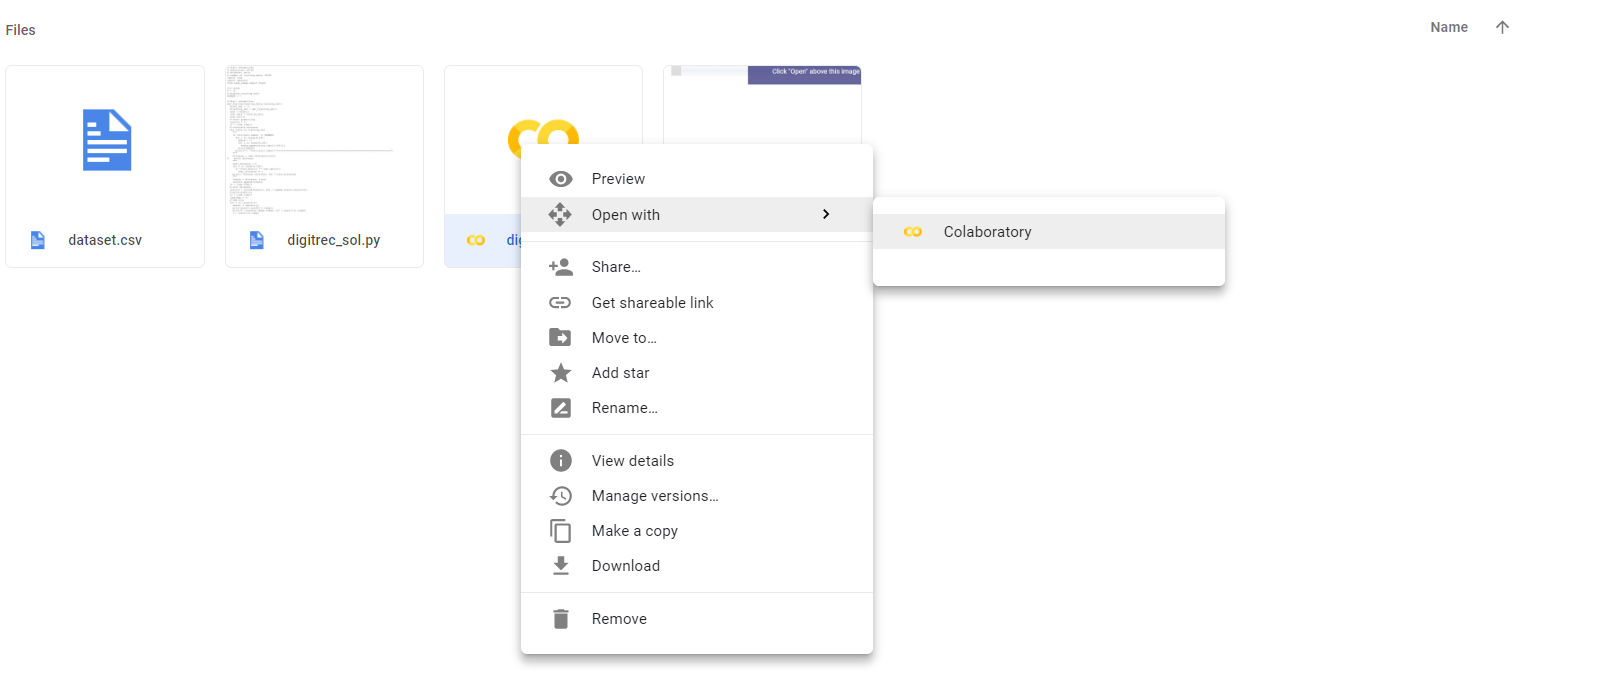 Files
Name
Click "Open" above this image
dataset.csv
digitrec_sol.py
Preview
Open with
Colaboratory
Share...
Get shareable link
Move to...
Add star
Rename...
View details
Manage versions...
Make a copy
Download
Remove